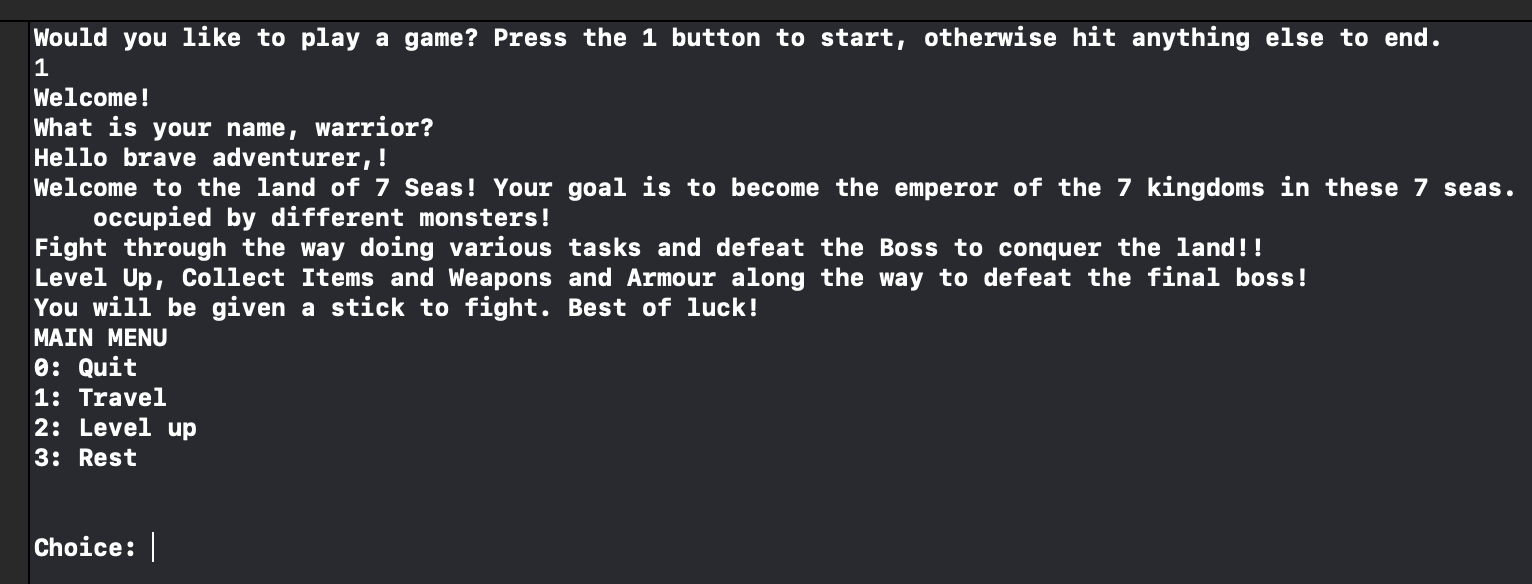 Would you like to play a game? Press the 1 button to start, otherwise hit anything else to end.
1
Welcome!
What is your name, warrior?
Hello brave adventurer,!
Welcome to the land of 7 Seas! Your goal is to become the emperor of the 7 kingdoms in these 7 seas.
occupied by different monsters!
Fight through the way doing various tasks and defeat the Boss to conquer the land!!
Level Up, Collect Items and Weapons and Armour along the way to defeat the final boss!
You will be given a stick to fight. Best of luck!
MAIN MENU
0: Quit
1: Travel
2: Level up
3: Rest
Choice: